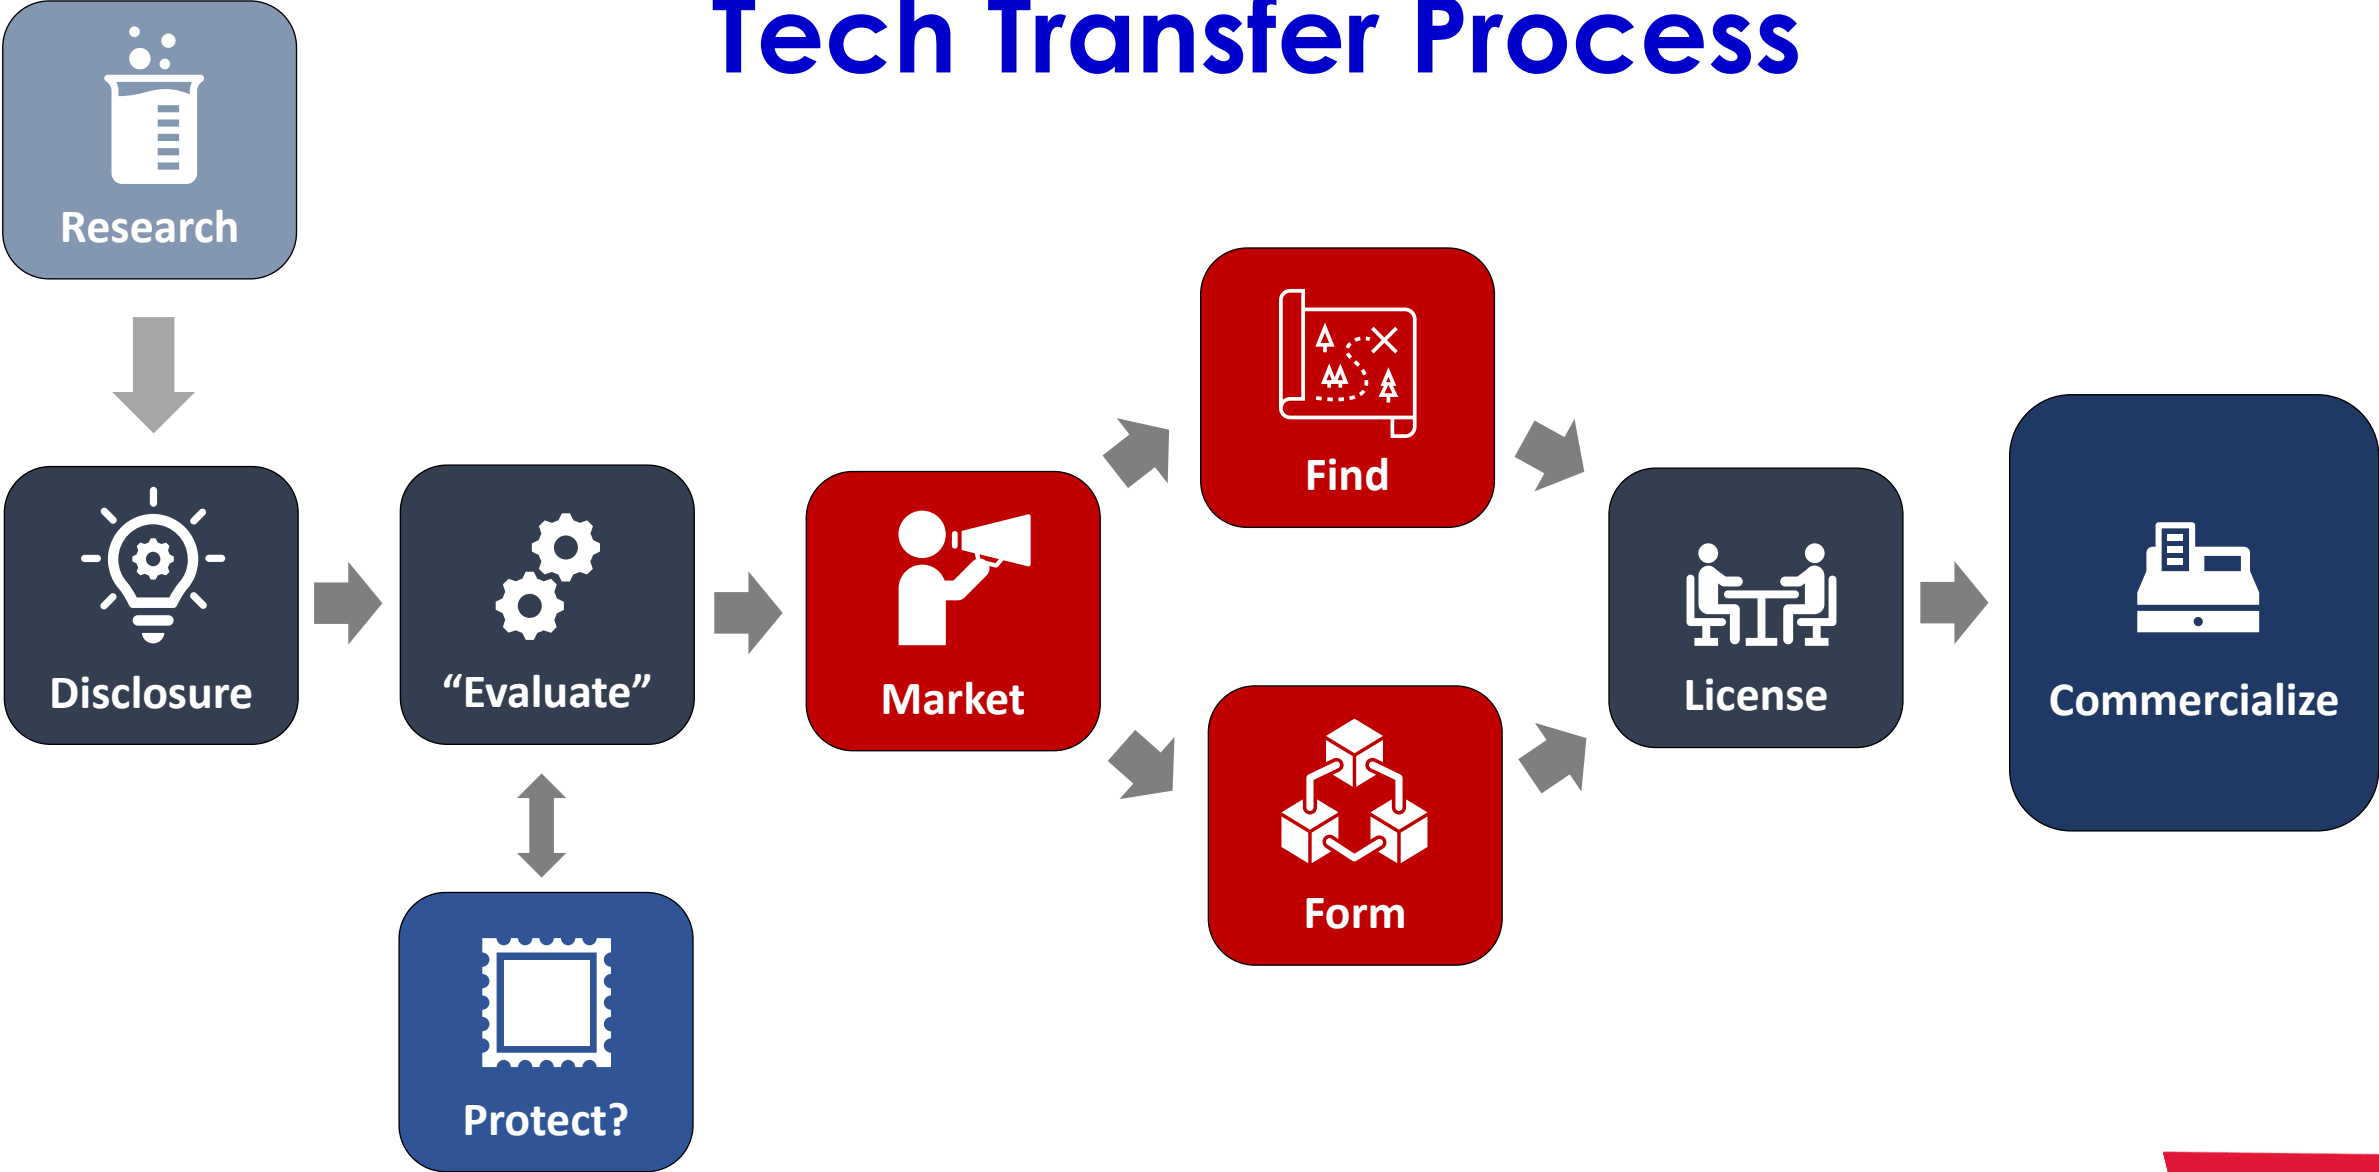 Tech Transfer Process
Research
Find
Disclosure
“Evaluate”
Market
License
Commercialize
Form
Protect?